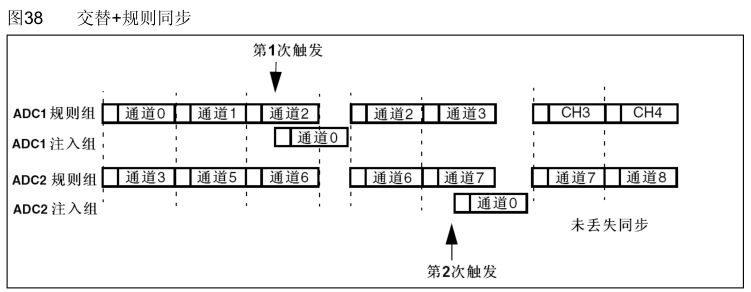 图38 交替+规则同步
第1次触发
ADC1 规则组 通道0 通道1 通道2 通道2 通道3 CH3 CH4
ADC1 注入组 通道0
ADC2 规则组 通道3 通道5 通道6 通道6 通道7 通道7 通道8
ADC2 注入组 通道0
未丢失同步
第2次触发